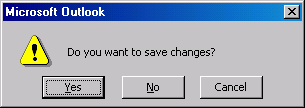 Microsoft Outlook
Do you want to save changes?
Yes No Cancel